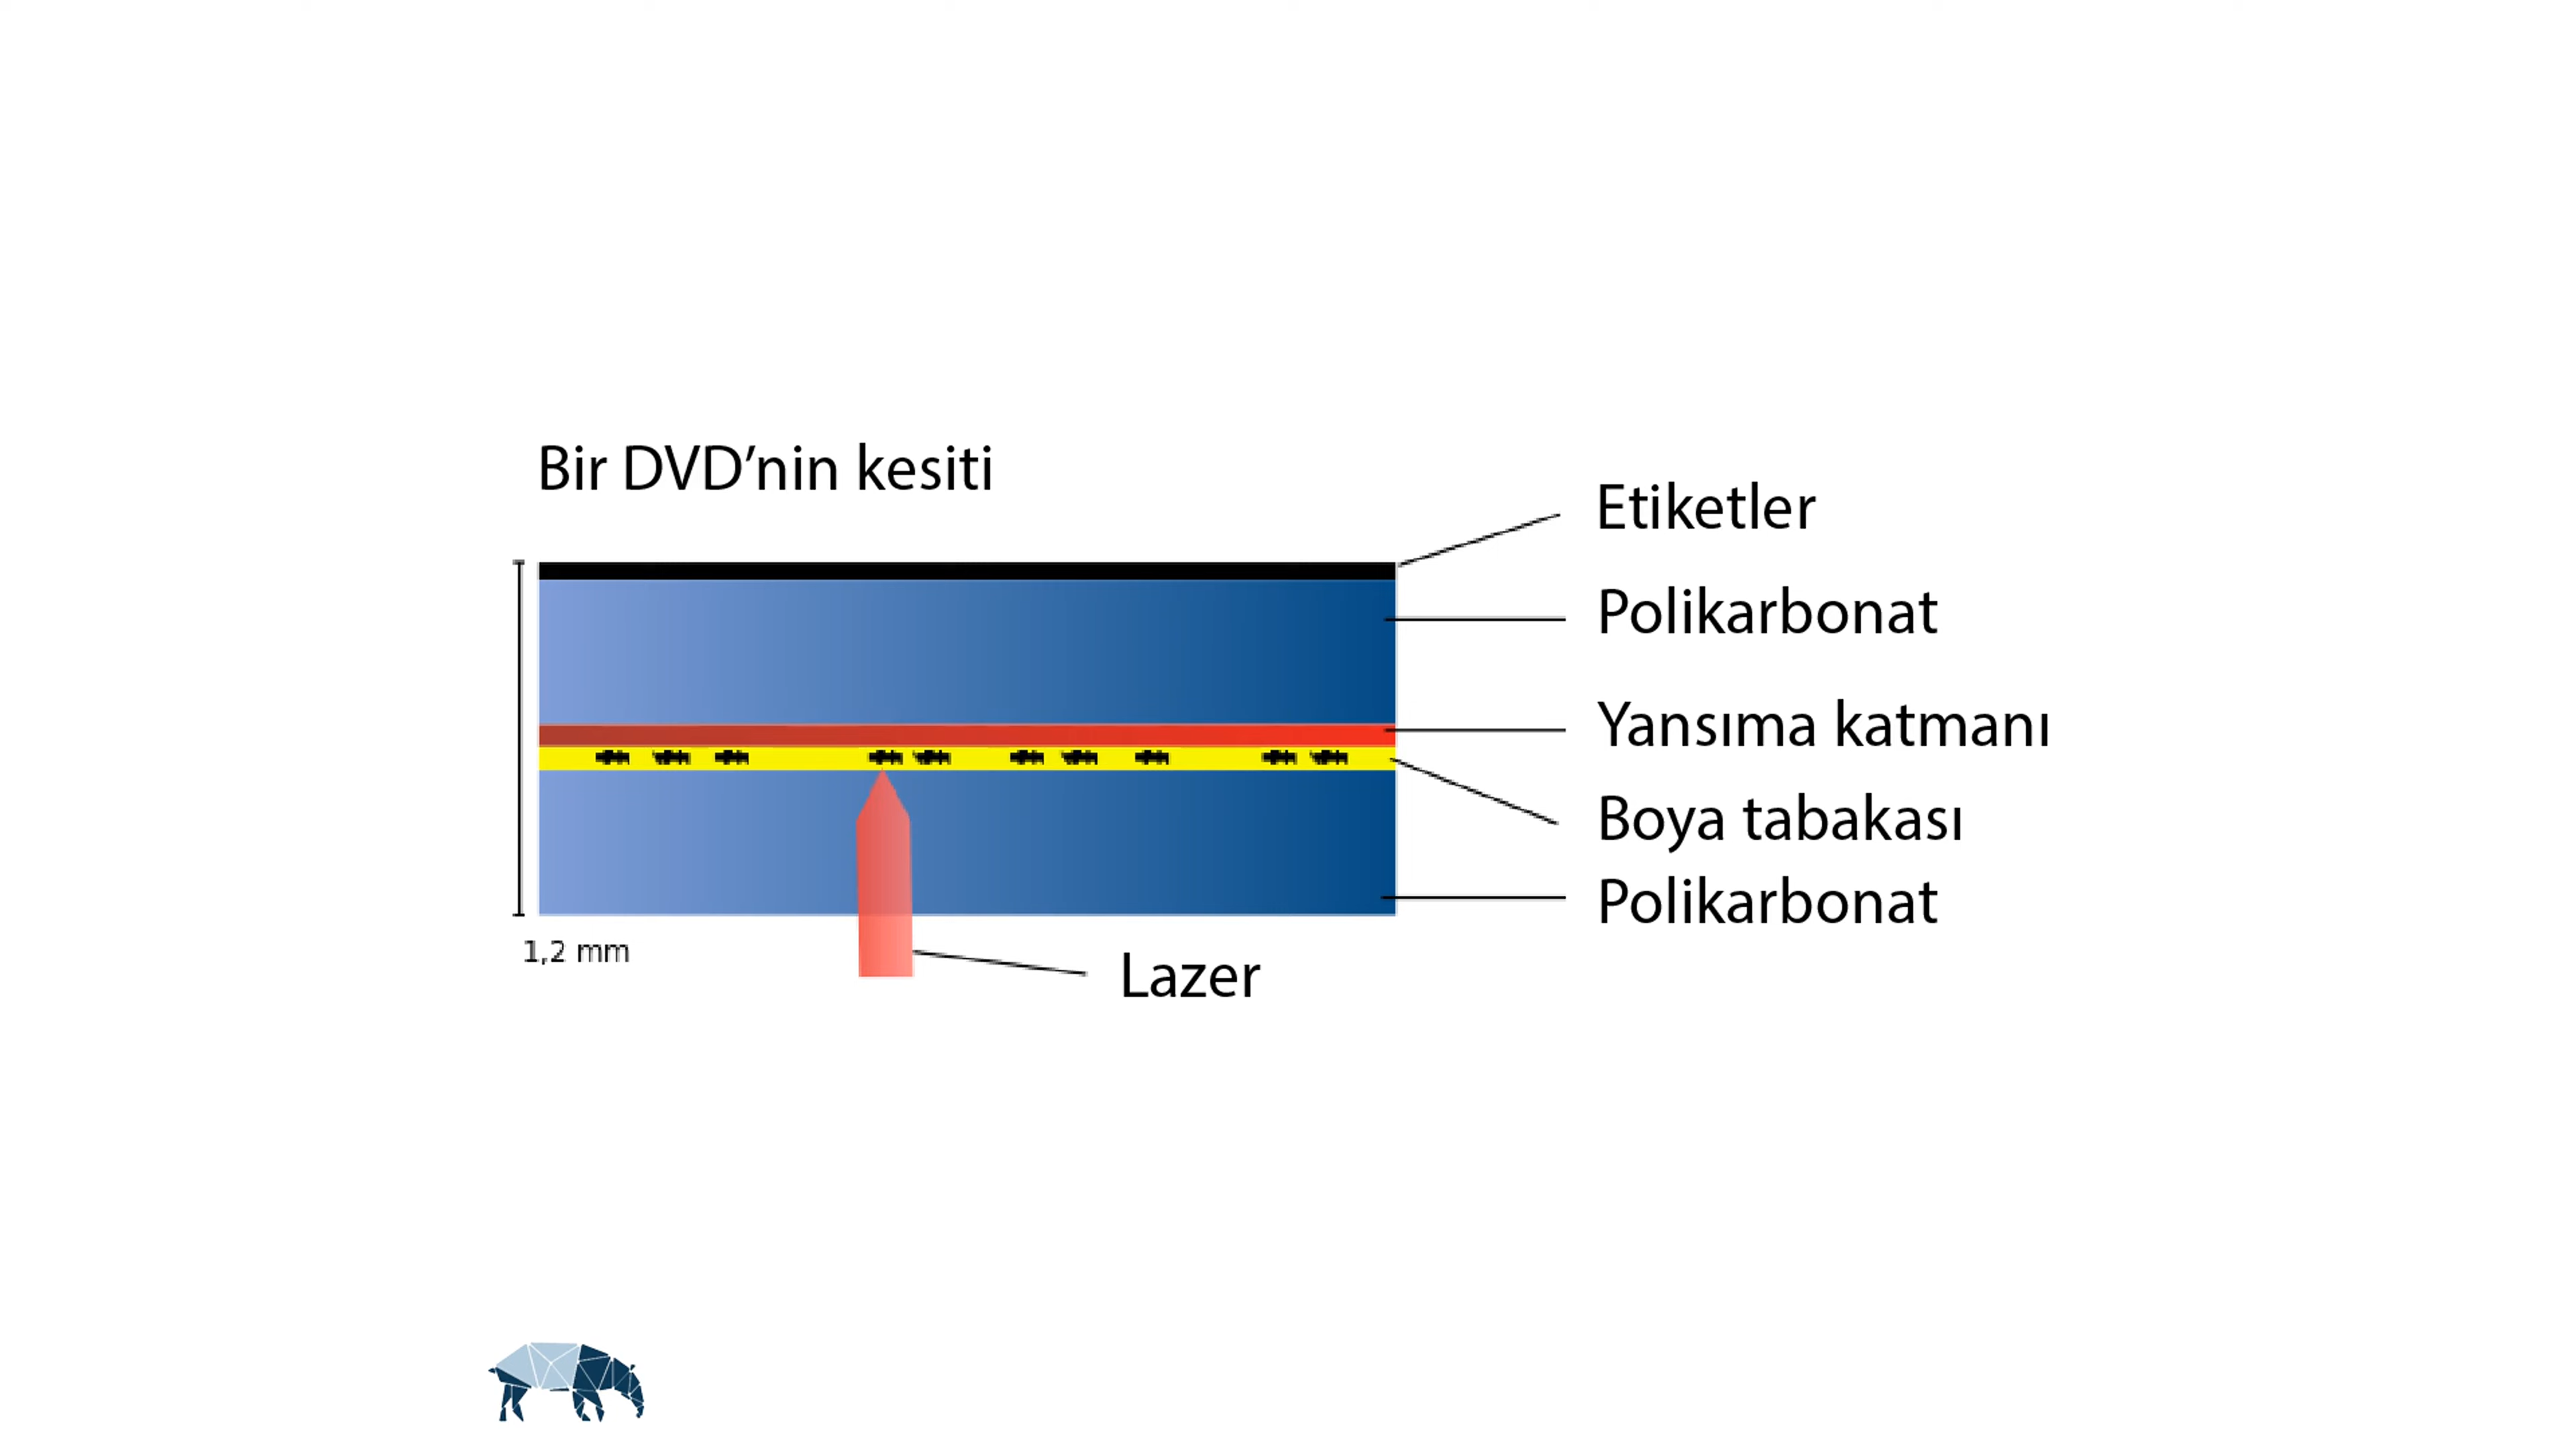 Bir DVD’nin kesiti
Etiketler
Polikarbonat
Yansıma katmanı
Boya tabakası
Polikarbonat
1,2 mm
Lazer